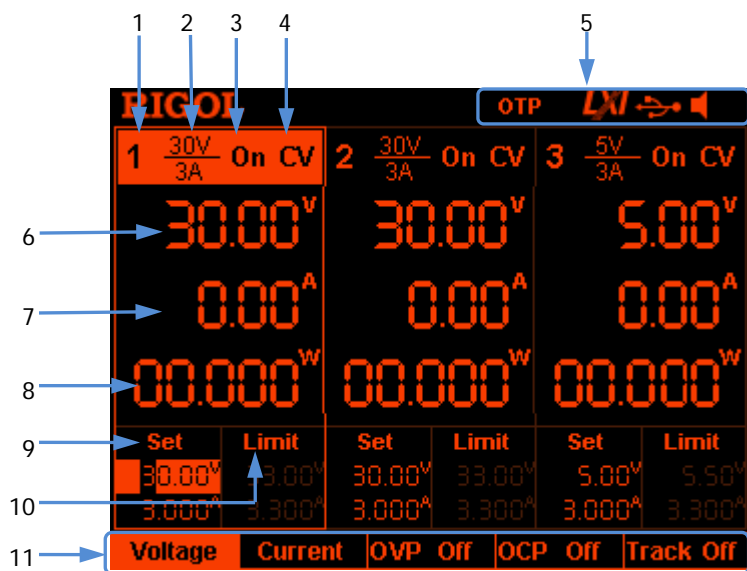 1 2 3 4 5
RIGOL OTP LXI
1 30V/3A On CV 2 30V/3A On CV 3 5V/3A On CV
6 30.00V 30.00V 5.00V
7 0.00A 0.00A 0.00A
8 00.000W 00.000W 00.000W
9 Set Limit Set Limit Set Limit
30.00V 33.00V 30.00V 33.00V 5.00V 5.50V
10 3.000A 3.300A 3.000A 3.300A 3.000A 3.300A
11 Voltage Current OVP Off OCP Off Track Off